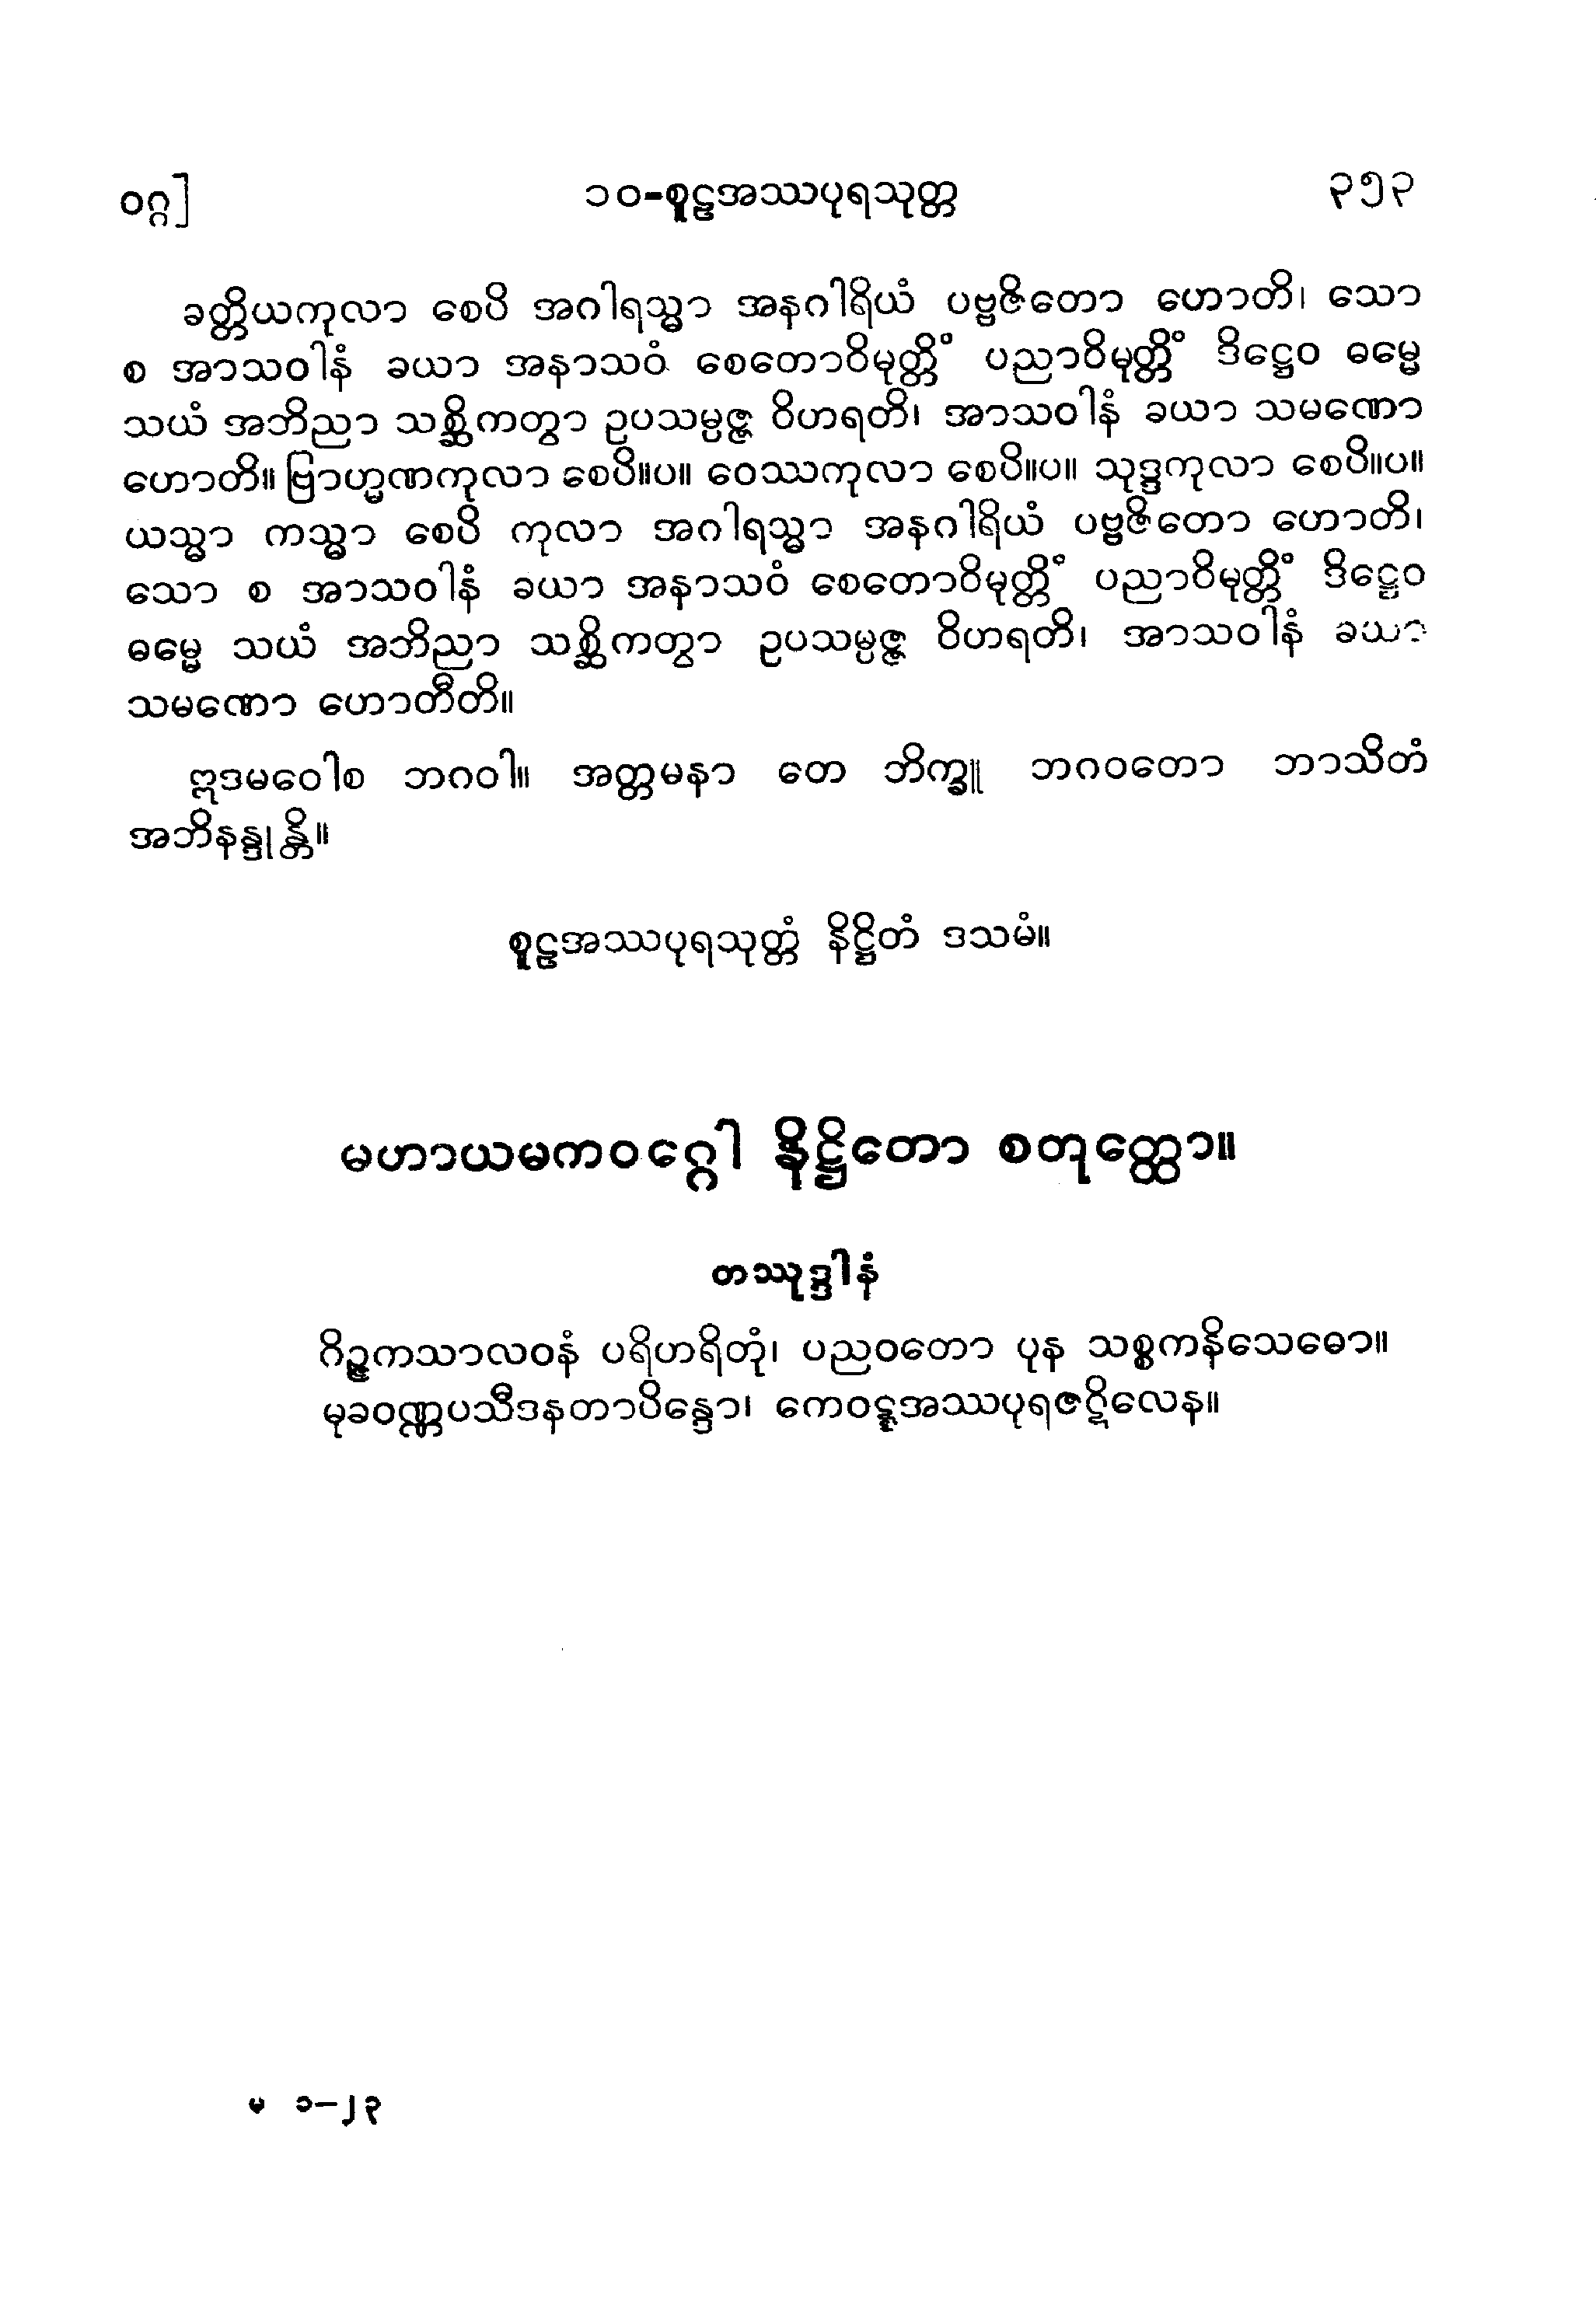 ဝဂ္ဂ]
၁၀-စူဠအဿပုရသုတ္တ
၃၅၃
ခတ္တိယကုလာ စေပိ အဂါရသ္မာ အနဂါရိယံ ပဗ္ဗဇိတော ဟောတိ၊ သော
စ အာသဝါနံ ခယာ အနာသဝံ စေတောဝိမုတ္တိံ ပညာဝိမုတ္တိံ ဒိဋ္ဌေဝ ဓမ္မေ
သယံ အဘိညာ သစ္ဆိကတွာ ဥပသမ္ပဇ္ဇ ဝိဟရတိ၊ အာသဝါနံ ခယာ သမဏော
ဟောတိ။ ဗြာဟ္မဏကုလာ စေပိ။ပ။ ဝေဿကုလာ စေပိ။ပ။ သုဒ္ဒကုလာ စေပိ။ပ။
ယသ္မာ ကသ္မာ စေပိ ကုလာ အဂါရသ္မာ အနဂါရိယံ ပဗ္ဗဇိတော ဟောတိ၊
သော စ အာသဝါနံ ခယာ အနာသဝံ စေတောဝိမုတ္တိံ ပညာဝိမုတ္တိံ ဒိဋ္ဌေဝ
ဓမ္မေ သယံ အဘိညာ သစ္ဆိကတွာ ဥပသမ္ပဇ္ဇ ဝိဟရတိ၊ အာသဝါနံ ခယာ
သမဏော ဟောတီတိ။
ဣဒမဝေါစ ဘဂဝါ။ အတ္တမနာ တေ ဘိက္ခူ ဘဂဝတော ဘာသိတံ
အဘိနန္ဒုန္တိ။
စူဠအဿပုရသုတ္တံ နိဋ္ဌိတံ ဒသမံ။
မဟာယမကဝဂ္ဂေါ နိဋ္ဌိတော စတုတ္ထော။
တဿုဒ္ဒါနံ
ဂိဉ္ဇကသာလဝနံ ပရိဟရိတုံ၊ ပညဝတော ပုန သစ္စကနိသေဓော။
မုခဝဏ္ဏပသီဒနတာပိန္ဒော၊ ကေဝဋ္ဋအဿပုရဇဋိလေန။
မ ၁–၂၃